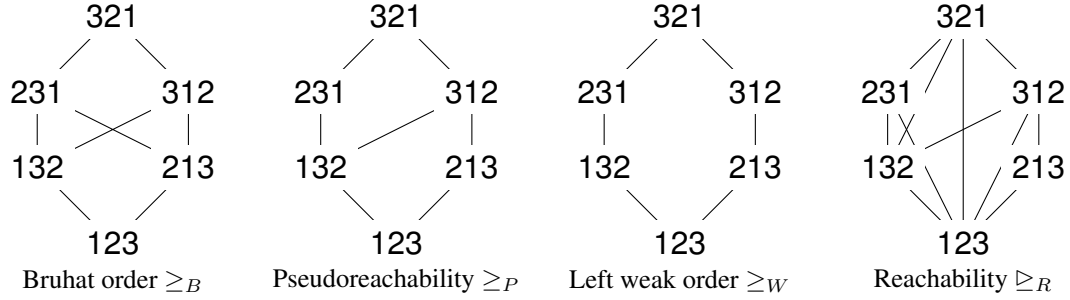 321 321 321 321
231 312 231 312 231 312 231 312
132 213 132 213 132 213 132 213
123 123 123 123
Bruhat order ≥_B Pseudoreachability ≥_P Left weak order ≥_W Reachability ⊵_R